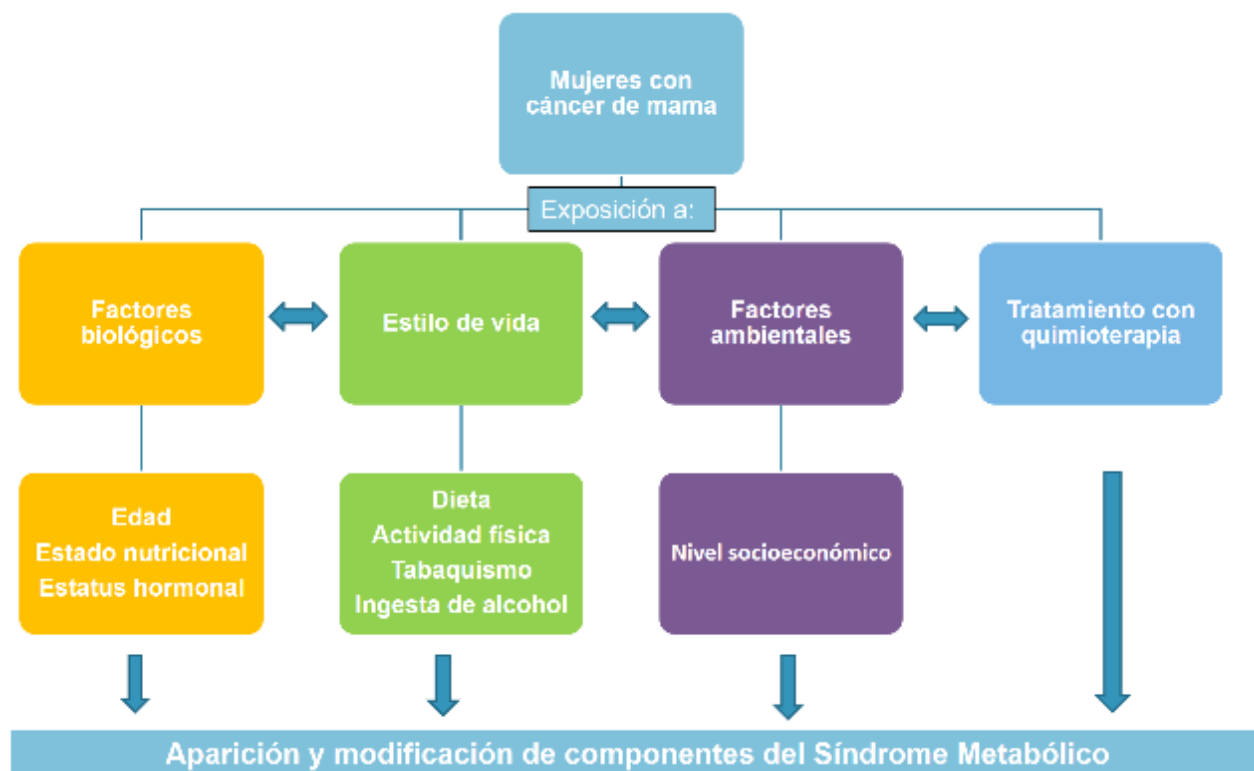 Mujeres con
cáncer de mama
Exposición a:
Factores
biológicos
Estilo de vida
Factores
ambientales
Tratamiento con
quimioterapia
Edad
Estado nutricional
Estatus hormonal
Dieta
Actividad física
Tabaquismo
Ingesta de alcohol
Nivel socioeconómico
Aparición y modificación de componentes del Síndrome Metabólico